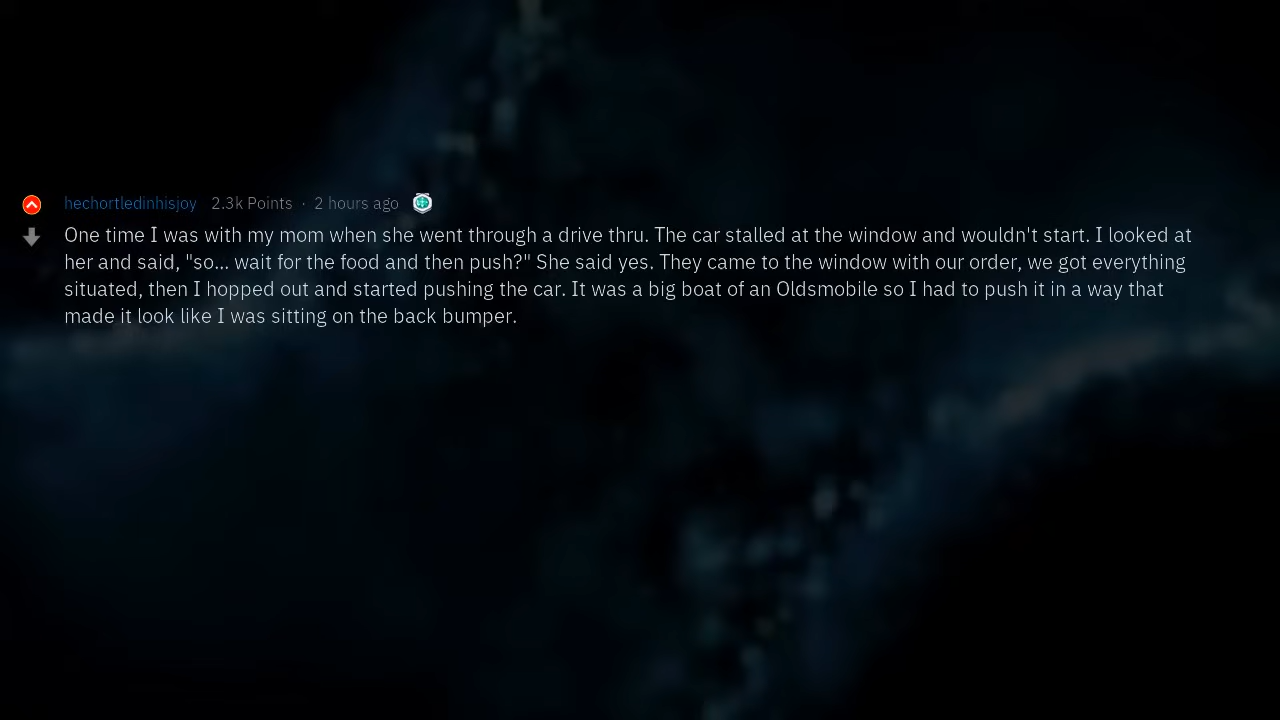 hechortledinhisjoy 2.3k Points · 2 hours ago
One time I was with my mom when she went through a drive thru. The car stalled at the window and wouldn't start. I looked at
her and said, "so... wait for the food and then push?" She said yes. They came to the window with our order, we got everything
situated, then I hopped out and started pushing the car. It was a big boat of an Oldsmobile so I had to push it in a way that
made it look like I was sitting on the back bumper.